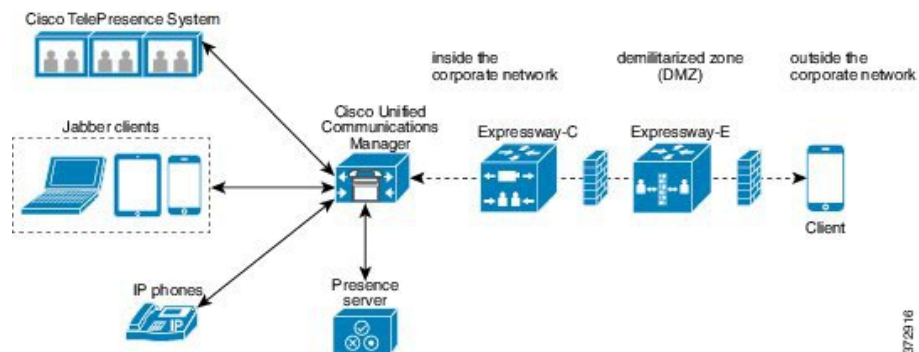 Cisco TelePresence System
inside the
corporate network
demilitarized zone
(DMZ)
outside the
corporate network
Jabber clients
Cisco Unified
Communications
Manager
Expressway-C
Expressway-E
Client
IP phones
IP
Presence
server
372916